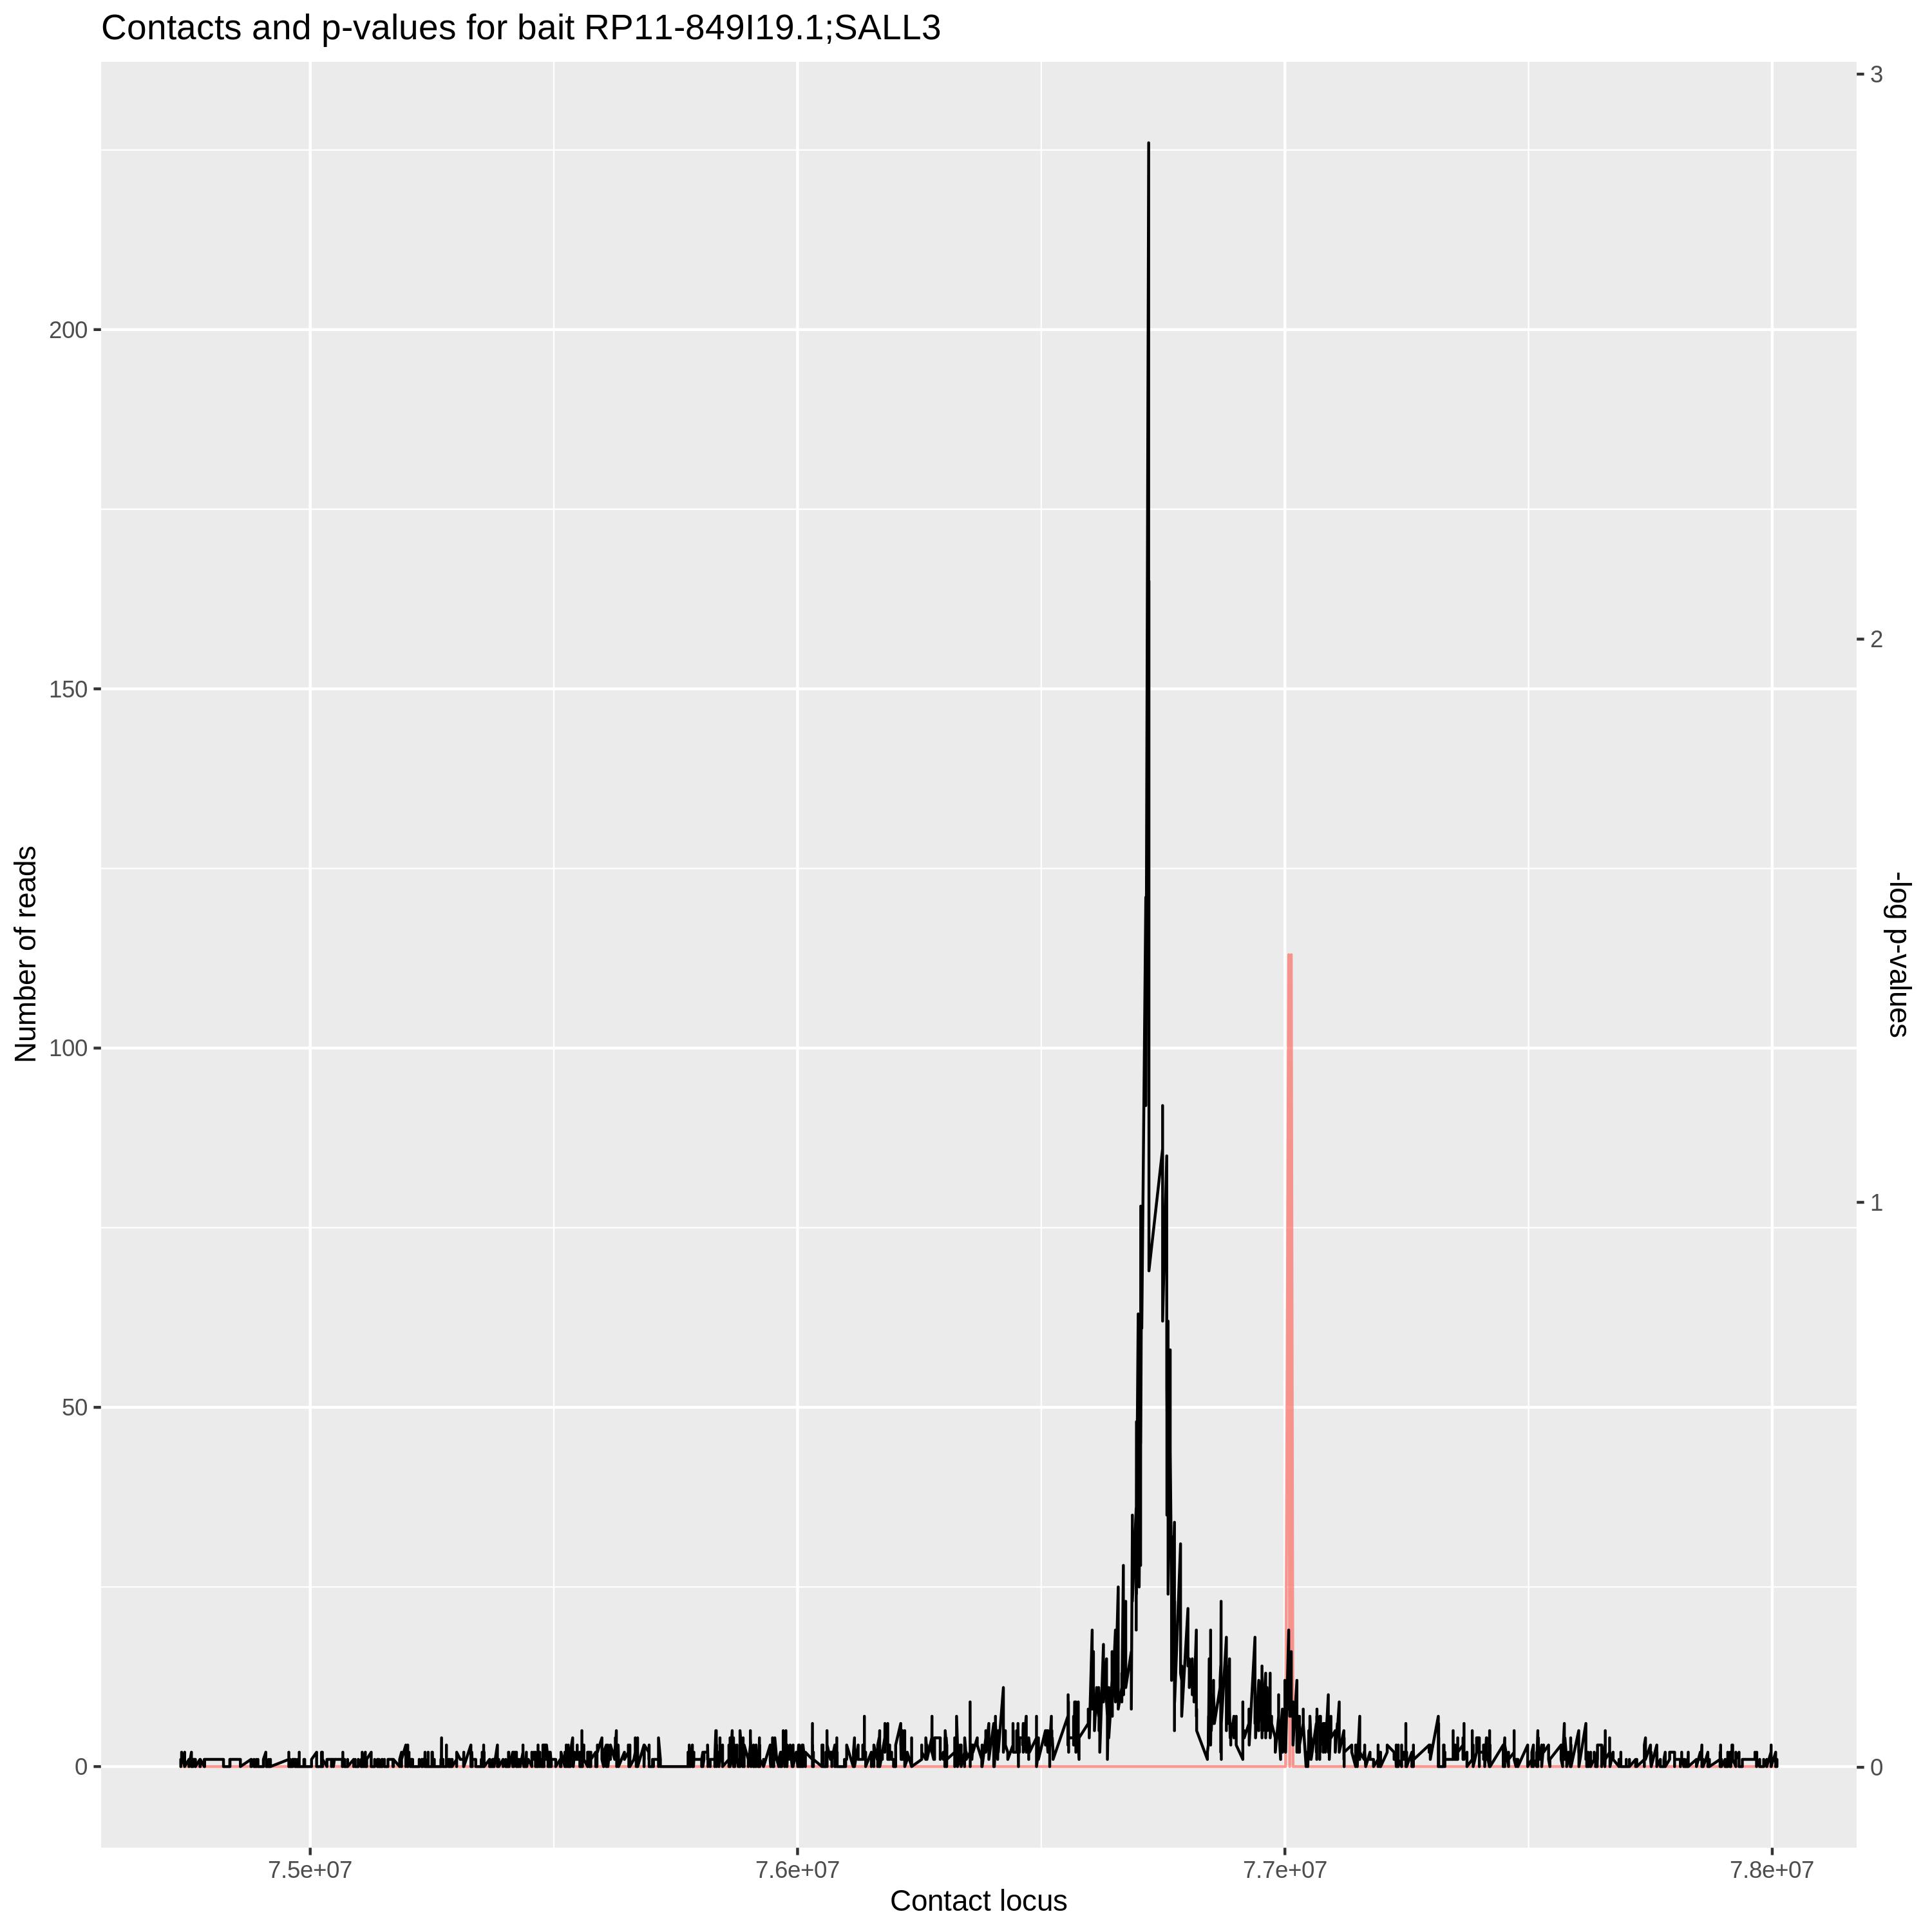 Contacts and p-values for bait RP11-849I19.1;SALL3
Number of reads
200
150
100
50
0
3
2
1
0
-log p-values
7.5e+07 7.6e+07 7.7e+07 7.8e+07
Contact locus